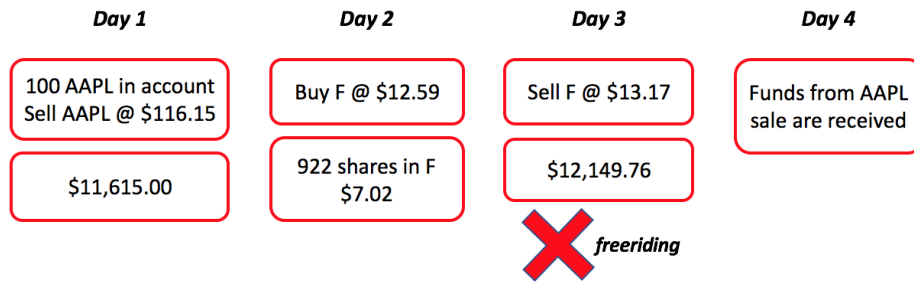 Day 1
100 AAPL in account
Sell AAPL @ $116.15
$11,615.00
Day 2
Buy F @ $12.59
922 shares in F
$7.02
Day 3
Sell F @ $13.17
$12,149.76
freeriding
Day 4
Funds from AAPL
sale are received